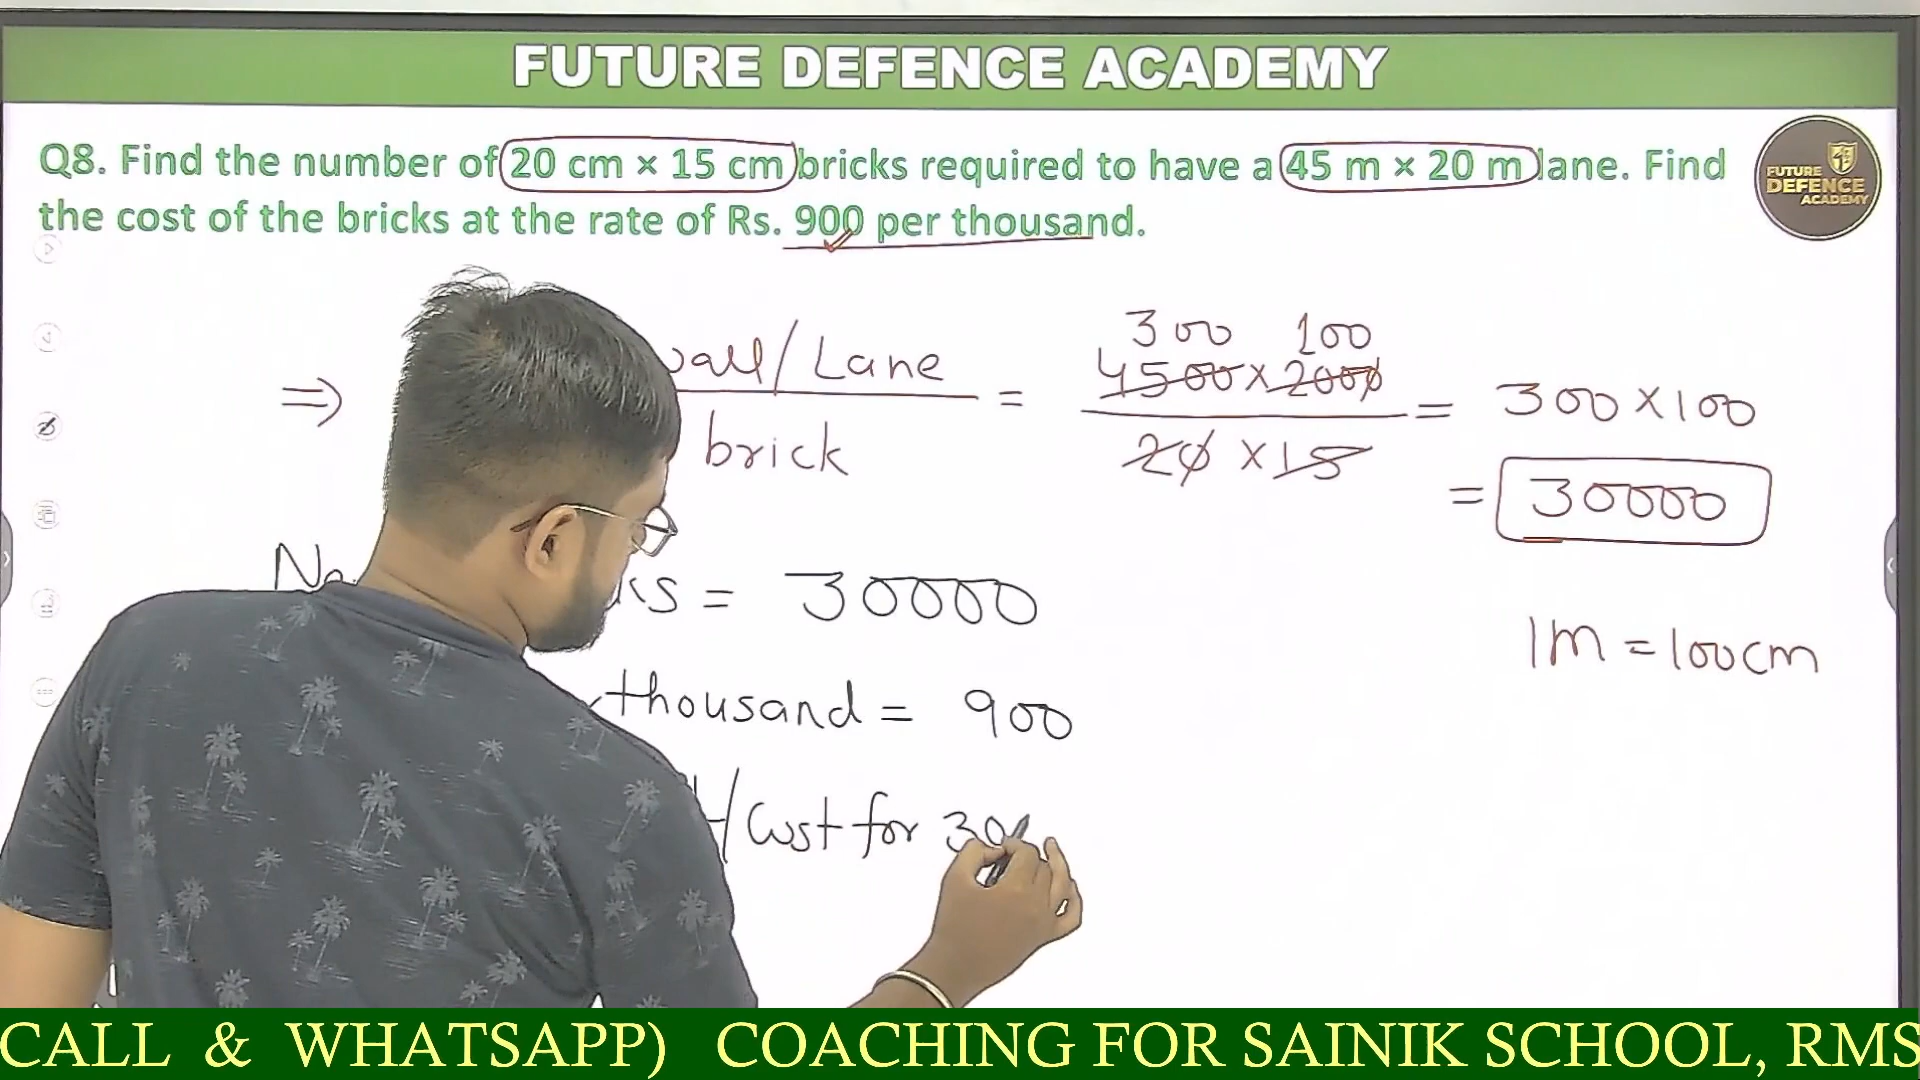 FUTURE DEFENCE ACADEMY
Q8. Find the number of 20 cm × 15 cm bricks required to have a 45 m × 20 m lane. Find
the cost of the bricks at the rate of Rs. 900 per thousand.
FUTURE
DEFENCE
ACADEMY
300 100
⇒ / Lane = 4500 × 2000 = 300 × 100
brick 20 × 15
= 30000
= 30000
1m = 100cm
thousand = 900
/ Cost for 30
CALL & WHATSAPP) COACHING FOR SAINIK SCHOOL, RMS